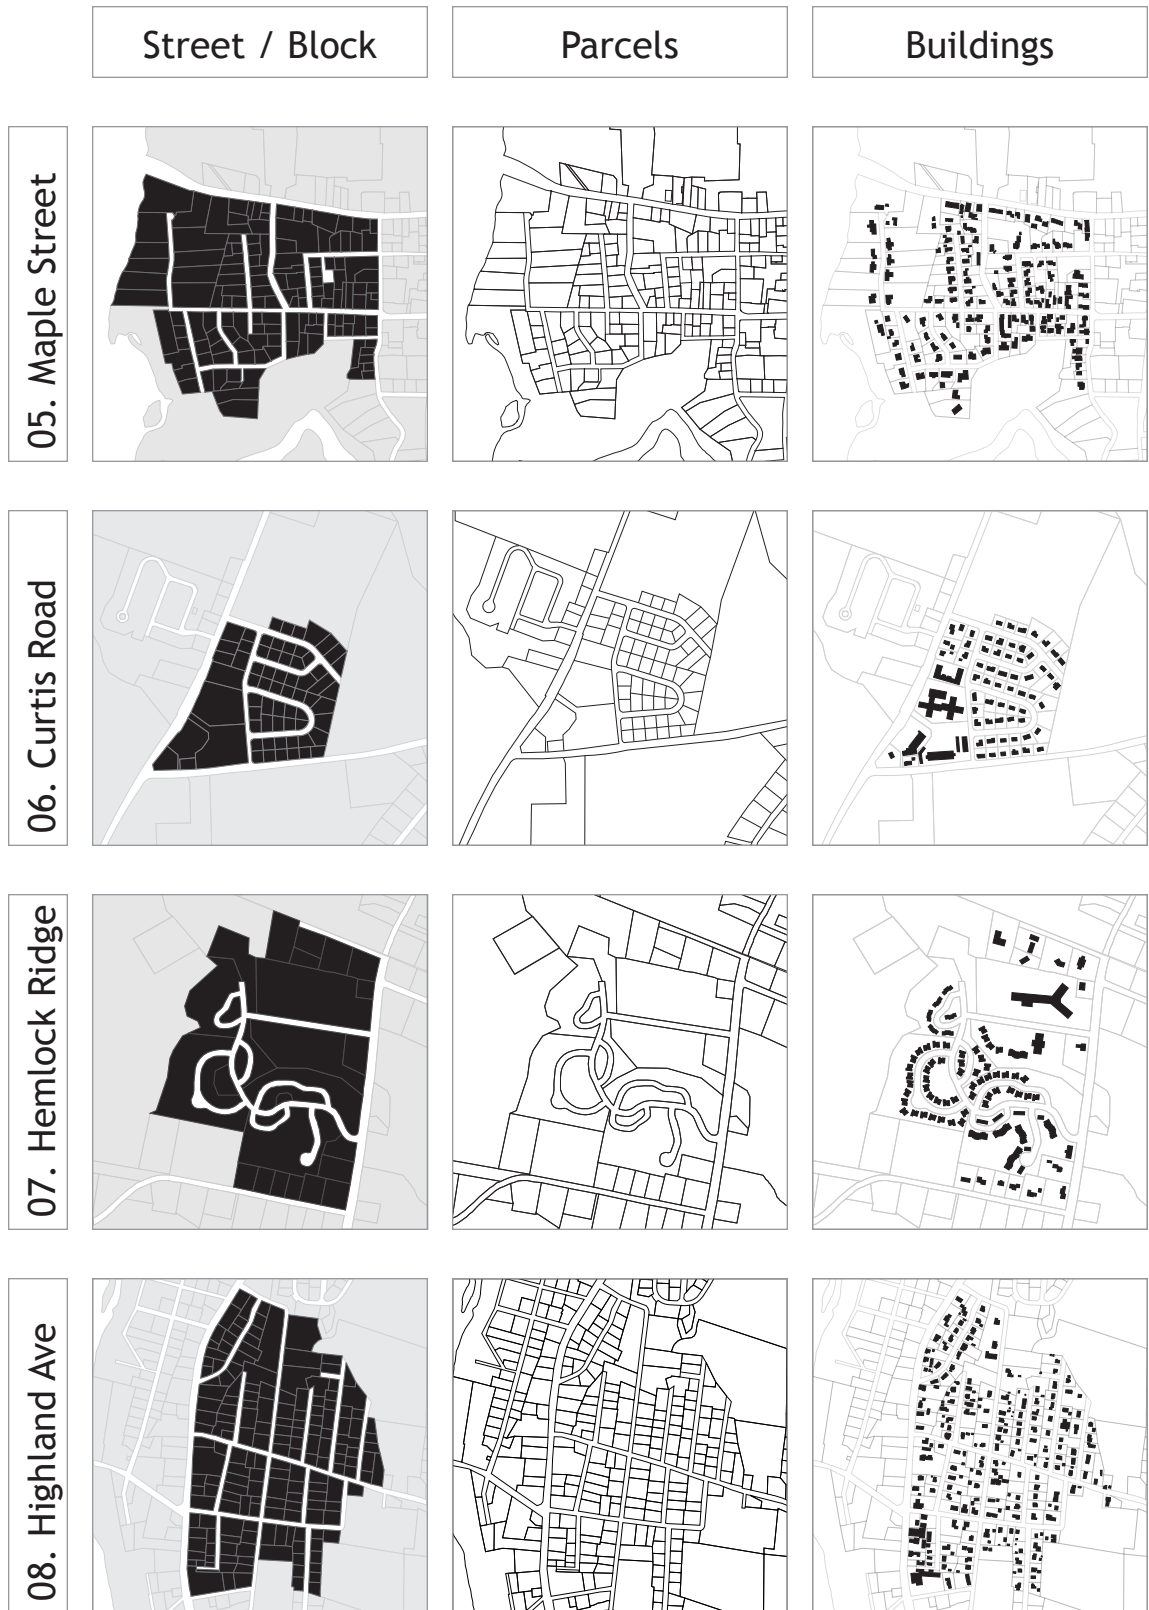 Street / Block
Parcels
Buildings
05. Maple Street
06. Curtis Road
07. Hemlock Ridge
08. Highland Ave